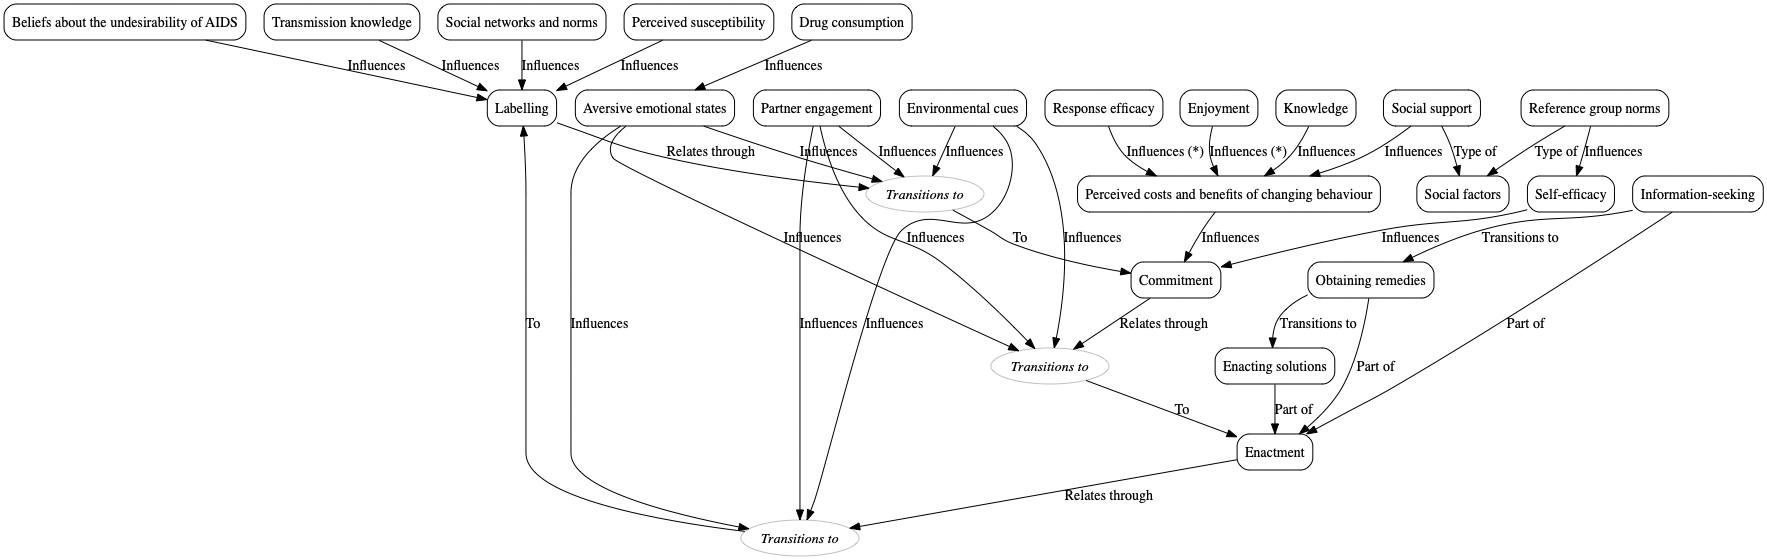 Beliefs about the undesirability of AIDS
Transmission knowledge
Social networks and norms
Perceived susceptibility
Drug consumption
Influences
Influences
Influences
Influences
Influences
Labelling
Aversive emotional states
Partner engagement
Environmental cues
Response efficacy
Enjoyment
Knowledge
Social support
Reference group norms
Relates through
Influences
Influences
Influences
Influences (*)
Influences (*)
Influences
Influences
Type of
Type of
Influences
Transitions to
Perceived costs and benefits of changing behaviour
Social factors
Self-efficacy
Information-seeking
Influences
Influences
To
Influences
Influences
Influences
Transitions to
Commitment
Obtaining remedies
To
Influences
Influences
Influences
Relates through
Transitions to
Part of
Transitions to
Enacting solutions
Part of
To
Part of
Enactment
Relates through
Transitions to